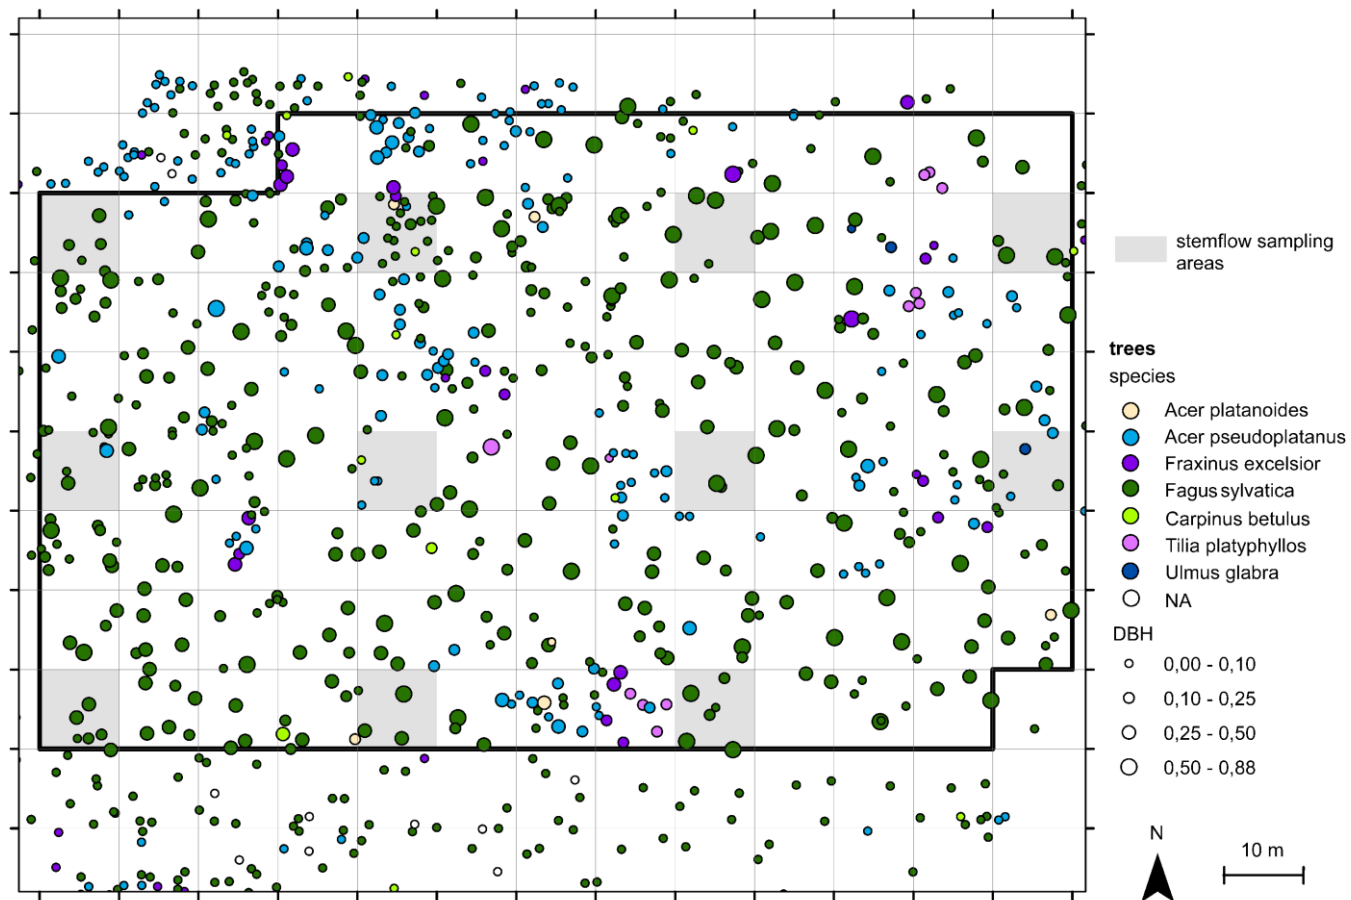 stemflow sampling
areas
trees
species
Acer platanoides
Acer pseudoplatanus
Fraxinus excelsior
Fagus sylvatica
Carpinus betulus
Tilia platyphyllos
Ulmus glabra
NA
DBH
0,00 - 0,10
0,10 - 0,25
0,25 - 0,50
0,50 - 0,88
N
10 m